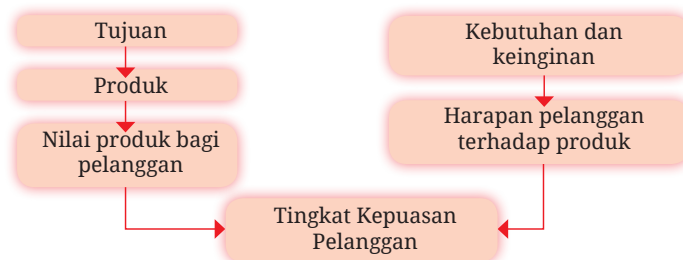 Tujuan
Produk
Nilai produk bagi
pelanggan
Kebutuhan dan
keinginan
Harapan pelanggan
terhadap produk
Tingkat Kepuasan
Pelanggan